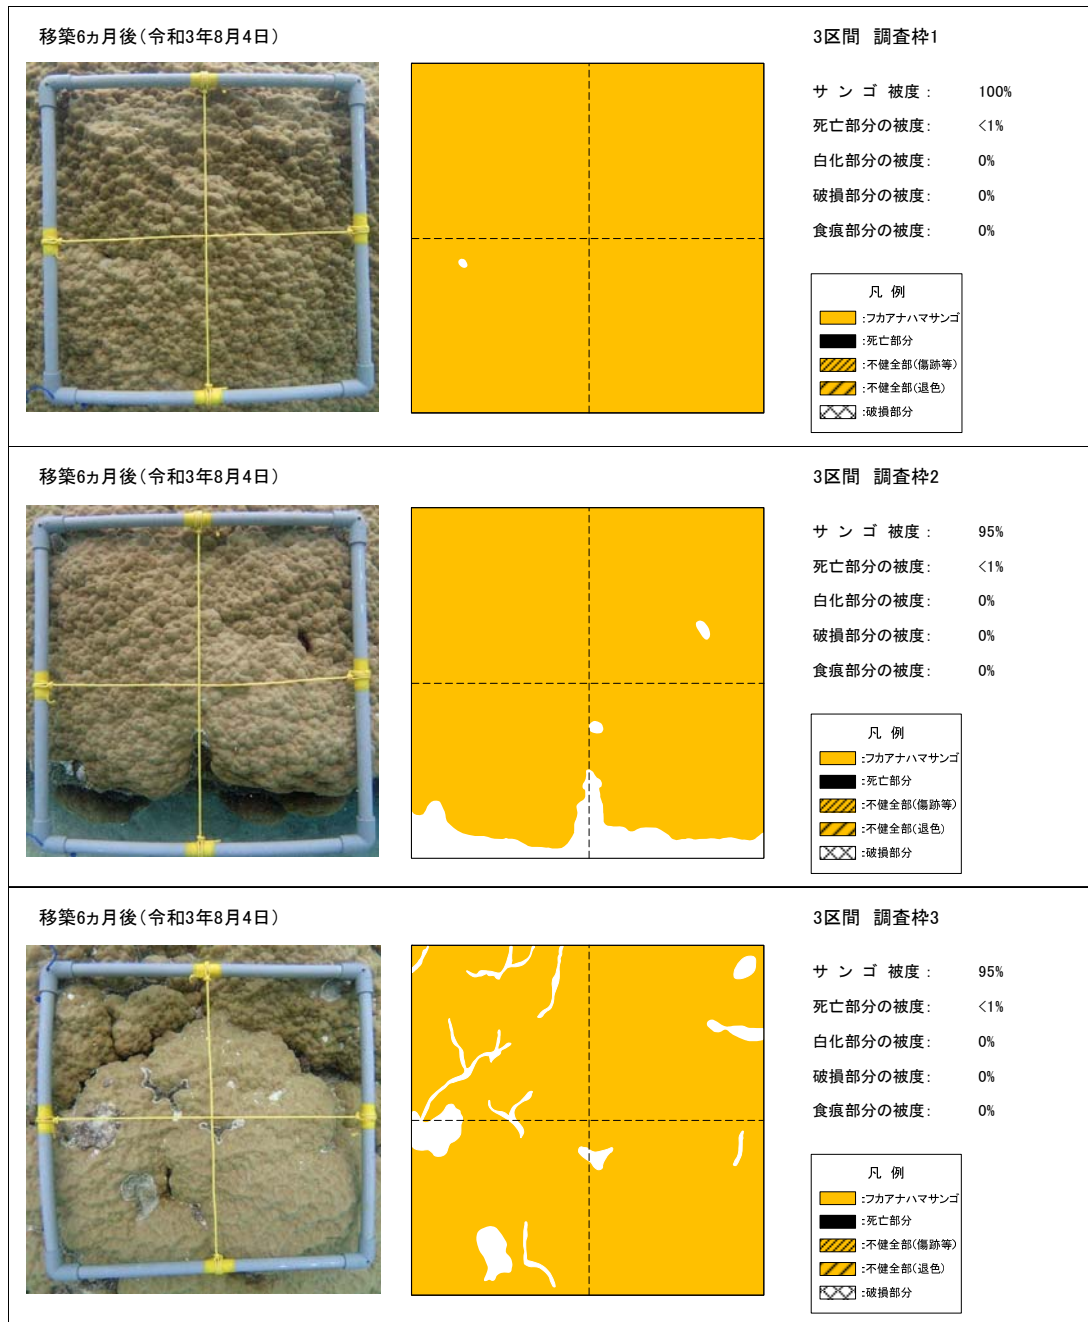 移築6ヵ月後(令和3年8月4日)
3区間 調査枠1
サンゴ被度: 100%
死亡部分の被度: <1%
白化部分の被度: 0%
破損部分の被度: 0%
食痕部分の被度: 0%
凡例
:フカアナハマサンゴ
:死亡部分
:不健全部(傷跡等)
:不健全部(退色)
:破損部分
移築6ヵ月後(令和3年8月4日)
3区間 調査枠2
サンゴ被度: 95%
死亡部分の被度: <1%
白化部分の被度: 0%
破損部分の被度: 0%
食痕部分の被度: 0%
凡例
:フカアナハマサンゴ
:死亡部分
:不健全部(傷跡等)
:不健全部(退色)
:破損部分
移築6ヵ月後(令和3年8月4日)
3区間 調査枠3
サンゴ被度: 95%
死亡部分の被度: <1%
白化部分の被度: 0%
破損部分の被度: 0%
食痕部分の被度: 0%
凡例
:フカアナハマサンゴ
:死亡部分
:不健全部(傷跡等)
:不健全部(退色)
:破損部分